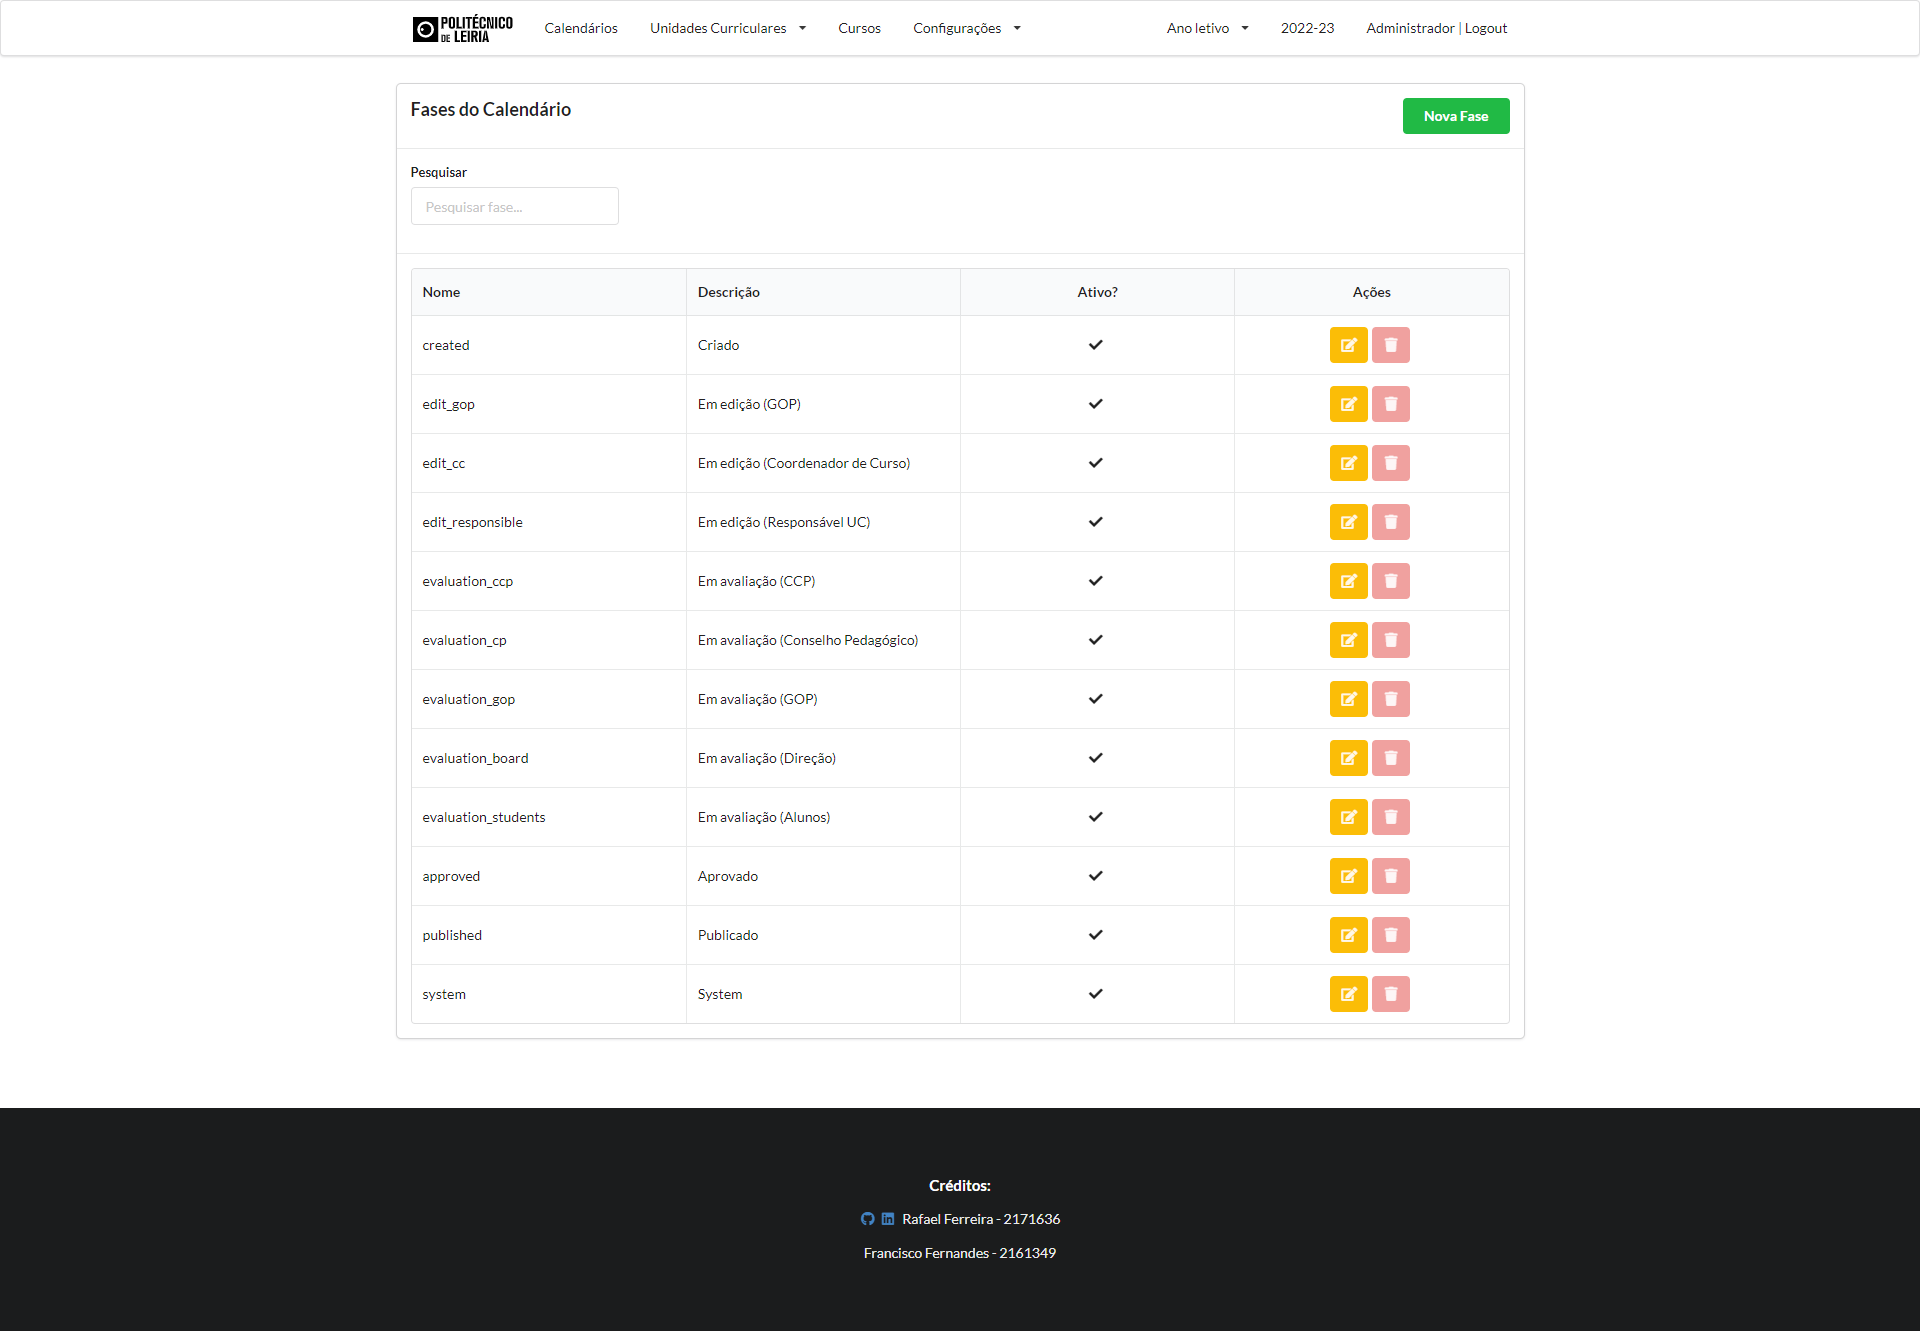 POLITÉCNICO
DE LEIRIA
Calendários Unidades Curriculares Cursos Configurações Ano letivo 2022-23 Administrador | Logout
Fases do Calendário
Nova Fase
Pesquisar
Pesquisar fase...
Nome Descrição Ativo? Ações
created Criado
edit_gop Em edição (GOP)
edit_cc Em edição (Coordenador de Curso)
edit_responsible Em edição (Responsável UC)
evaluation_ccp Em avaliação (CCP)
evaluation_cp Em avaliação (Conselho Pedagógico)
evaluation_gop Em avaliação (GOP)
evaluation_board Em avaliação (Direção)
evaluation_students Em avaliação (Alunos)
approved Aprovado
published Publicado
system System
Créditos:
Rafael Ferreira - 2171636
Francisco Fernandes - 2161349